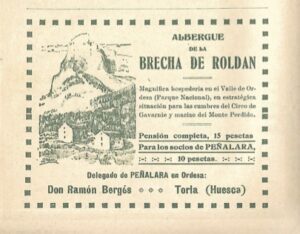 ALBERGUE
DE LA
BRECHA DE ROLDAN
Magnífica hospedería en el Valle de Or-
desa (Parque Nacional), en estratégica
situación para las cumbres del Circo de
Gavarnie y macizo del Monte Perdido.
Pensión completa, 15 pesetas
Para los socios de PEÑALARA,
10 pesetas.
Delegado de PEÑALARA en Ordesa:
Don Ramón Bergés ooo Torla (Huesca)